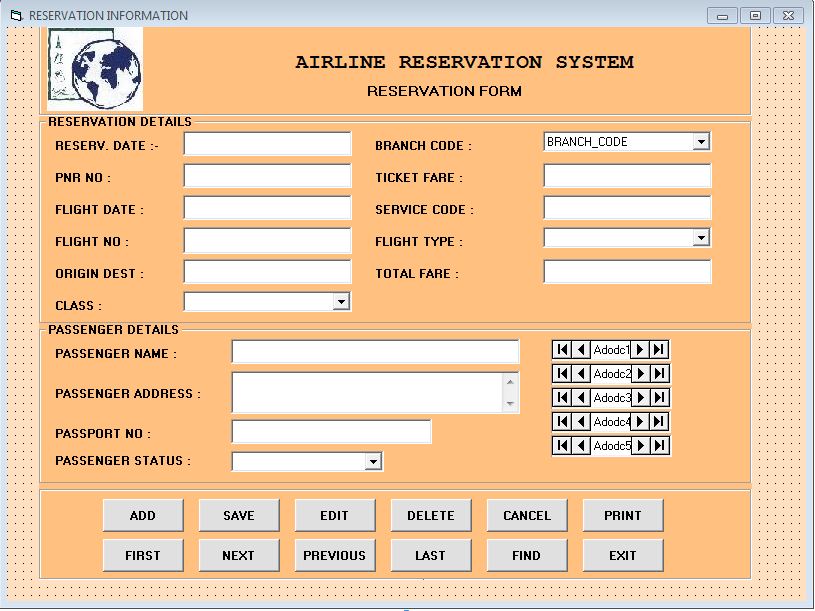 RESERVATION INFORMATION
AIRLINE RESERVATION SYSTEM
RESERVATION FORM
RESERVATION DETAILS
RESERV. DATE :-
BRANCH CODE :
BRANCH_CODE
PNR NO :
TICKET FARE :
FLIGHT DATE :
SERVICE CODE :
FLIGHT NO :
FLIGHT TYPE :
ORIGIN DEST :
TOTAL FARE :
CLASS :
PASSENGER DETAILS
PASSENGER NAME :
Adodc1
Adodc2
PASSENGER ADDRESS :
Adodc3
Adodc4
PASSPORT NO :
Adodc5
PASSENGER STATUS :
ADD SAVE EDIT DELETE CANCEL PRINT
FIRST NEXT PREVIOUS LAST FIND EXIT